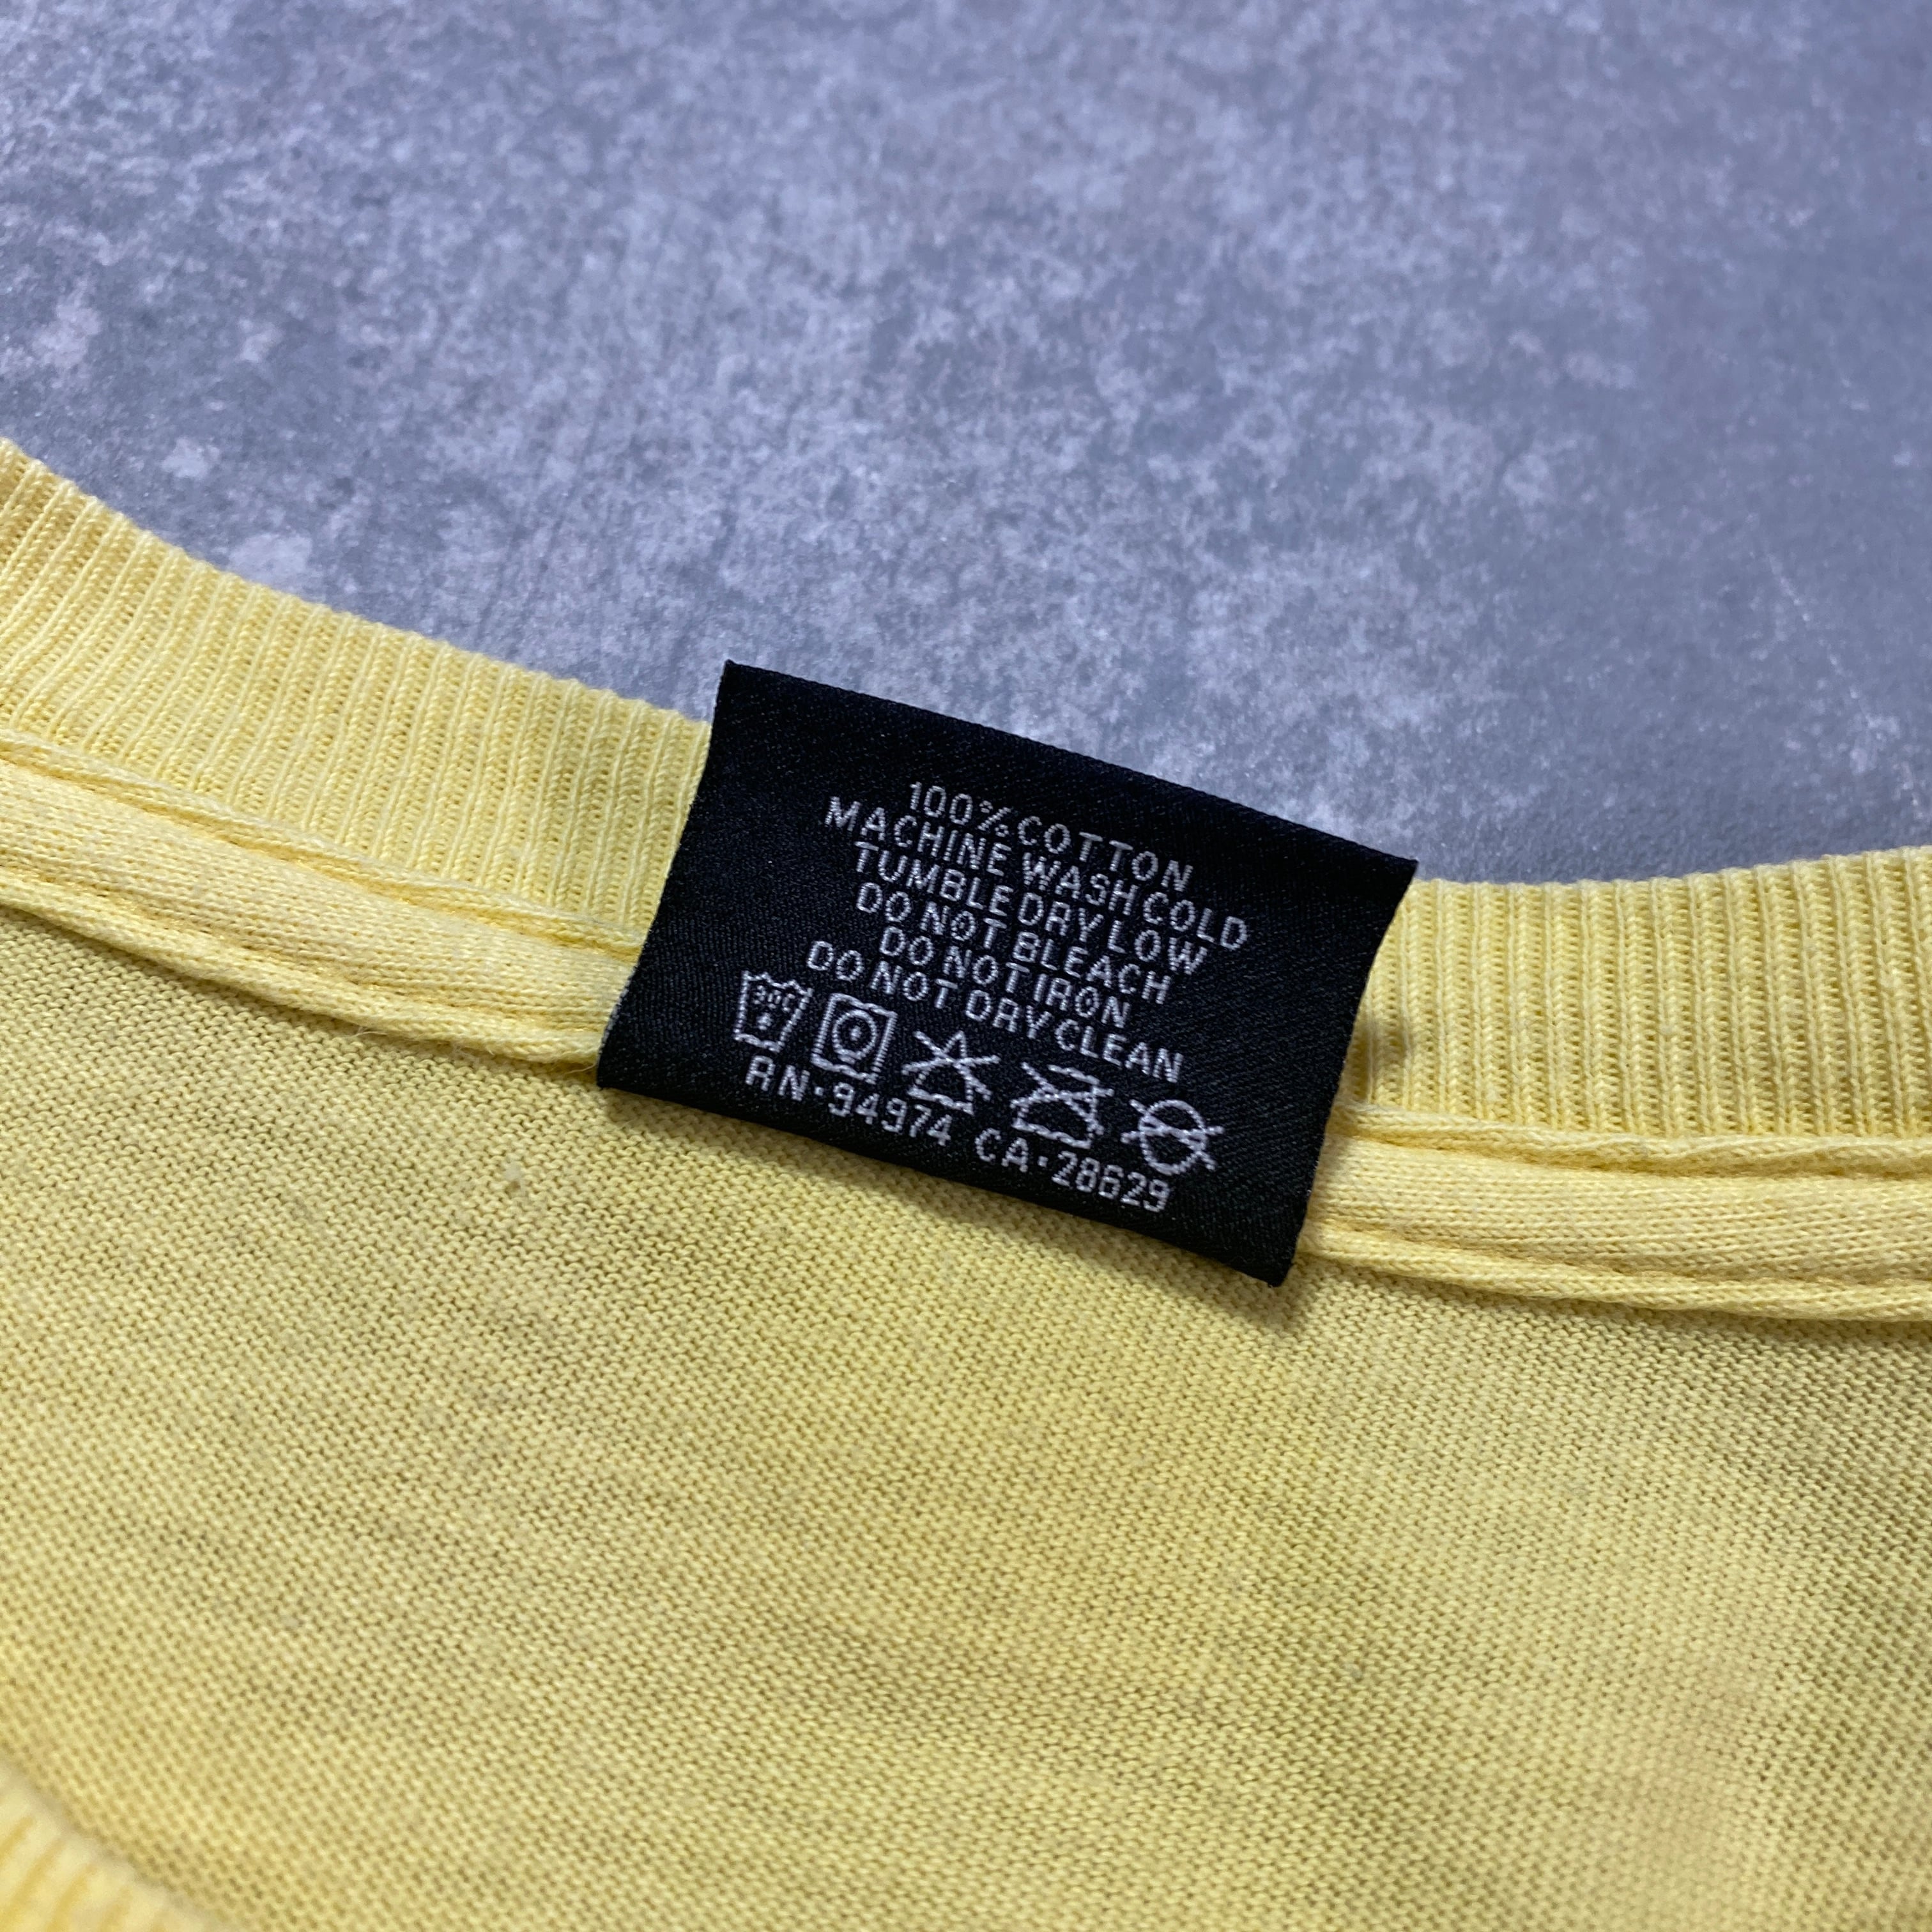 100% COTTON
MACHINE WASH COLD
TUMBLE DRY LOW
DO NOT BLEACH
DO NOT IRON
DO NOT DRY CLEAN
30C
RN·94974 CA·28629